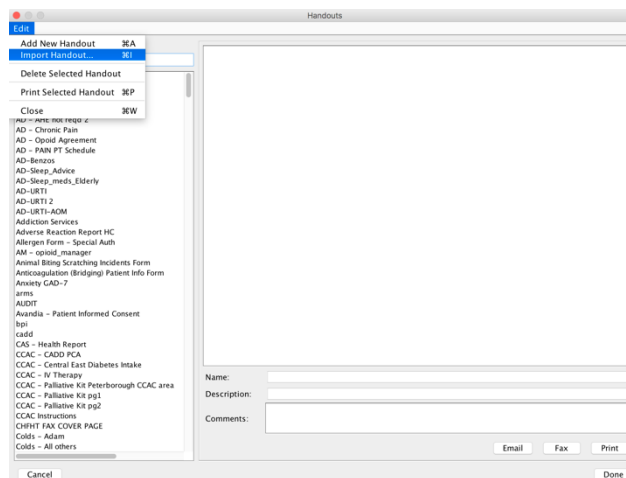 Handouts
Edit
Add New Handout ⌘A
Import Handout... ⌘I
Delete Selected Handout
Print Selected Handout ⌘P
Close ⌘W
AD - AHE not reqd 2
AD - Chronic Pain
AD - Opoid Agreement
AD - PAIN PT Schedule
AD-Benzos
AD-Sleep_Advice
AD-Sleep_meds_Elderly
AD-URTI
AD-URTI 2
AD-URTI-AOM
Addiction Services
Adverse Reaction Report HC
Allergen Form - Special Auth
AM - opioid_manager
Animal Biting Scratching Incidents Form
Anticoagulation (Bridging) Patient Info Form
Anxiety GAD-7
arms
AUDIT
Avandia - Patient Informed Consent
bpi
cadd
CAS - Health Report
CCAC - CADD PCA
CCAC - Central East Diabetes Intake
CCAC - IV Therapy
CCAC - Palliative Kit Peterborough CCAC area
CCAC - Palliative Kit pg1
CCAC - Palliative Kit pg2
CCAC Instructions
CHFHT FAX COVER PAGE
Colds - Adam
Colds - All others
Name:
Description:
Comments:
Email Fax Print
Cancel Done